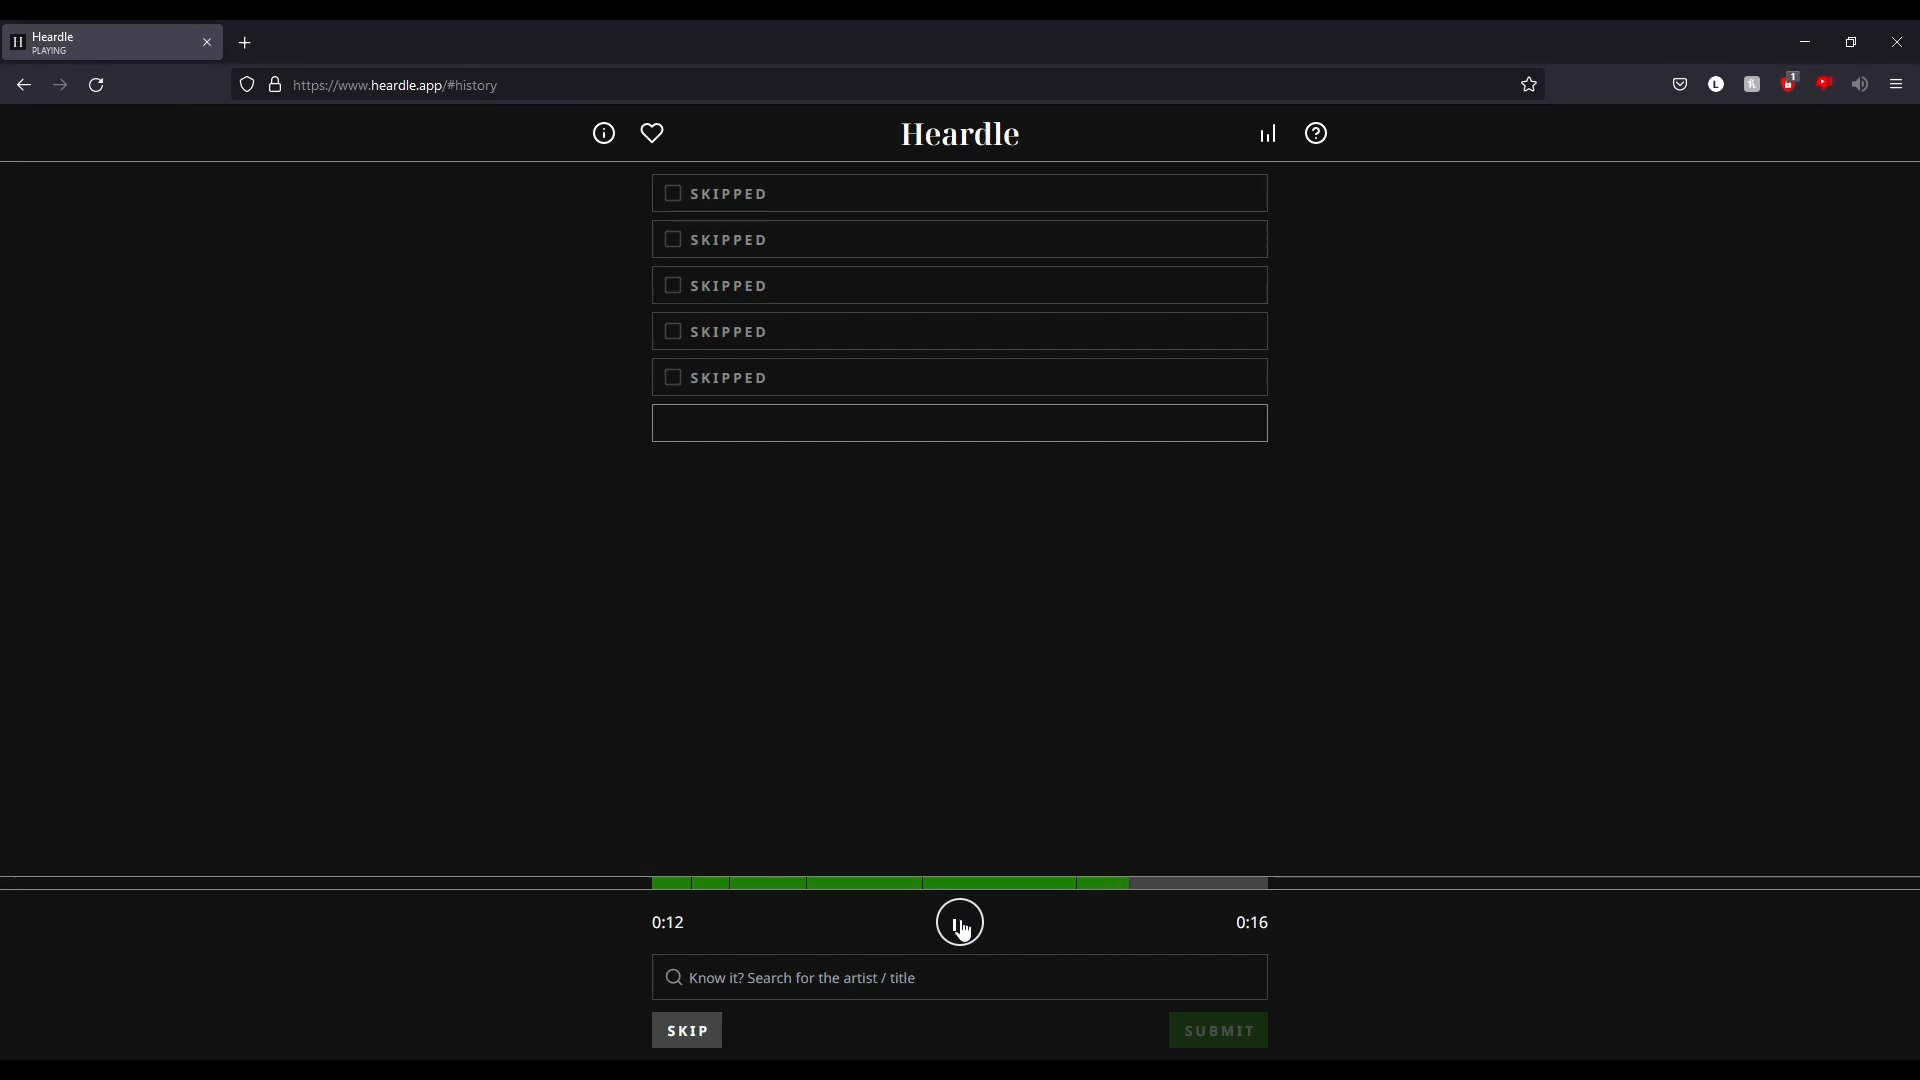 Heardle
PLAYING
https://www.heardle.app/#history
1
Heardle
SKIPPED
SKIPPED
SKIPPED
SKIPPED
SKIPPED
0:12
0:16
Know it? Search for the artist / title
SKIP
SUBMIT